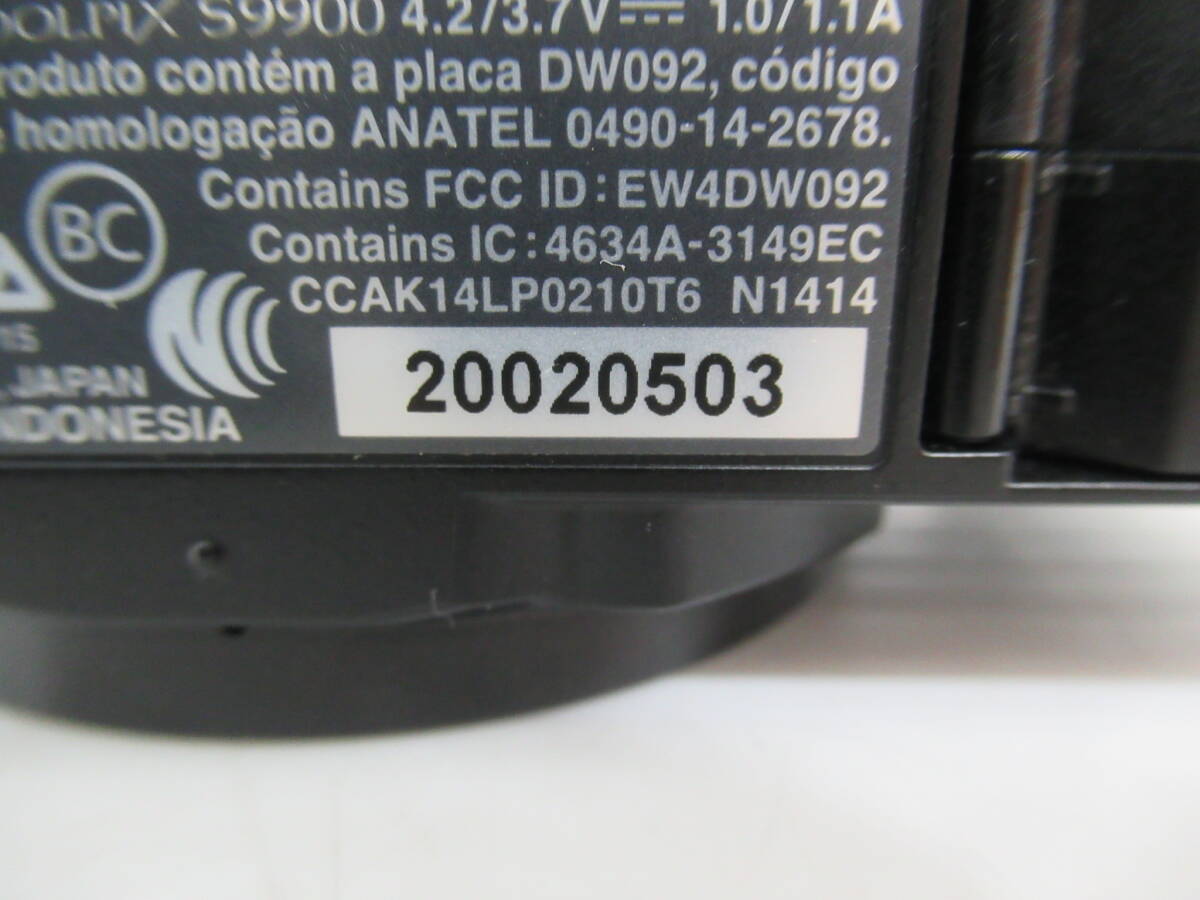 S9900 4.2/3.7V⎓ 1.0/1.1A
roduto contém a placa DW092, código
e homologação ANATEL 0490-14-2678.
BC
Contains FCC ID:EW4DW092
Contains IC:4634A-3149EC
CCAK14LP0210T6 N1414
15
JAPAN
NDONESIA
20020503